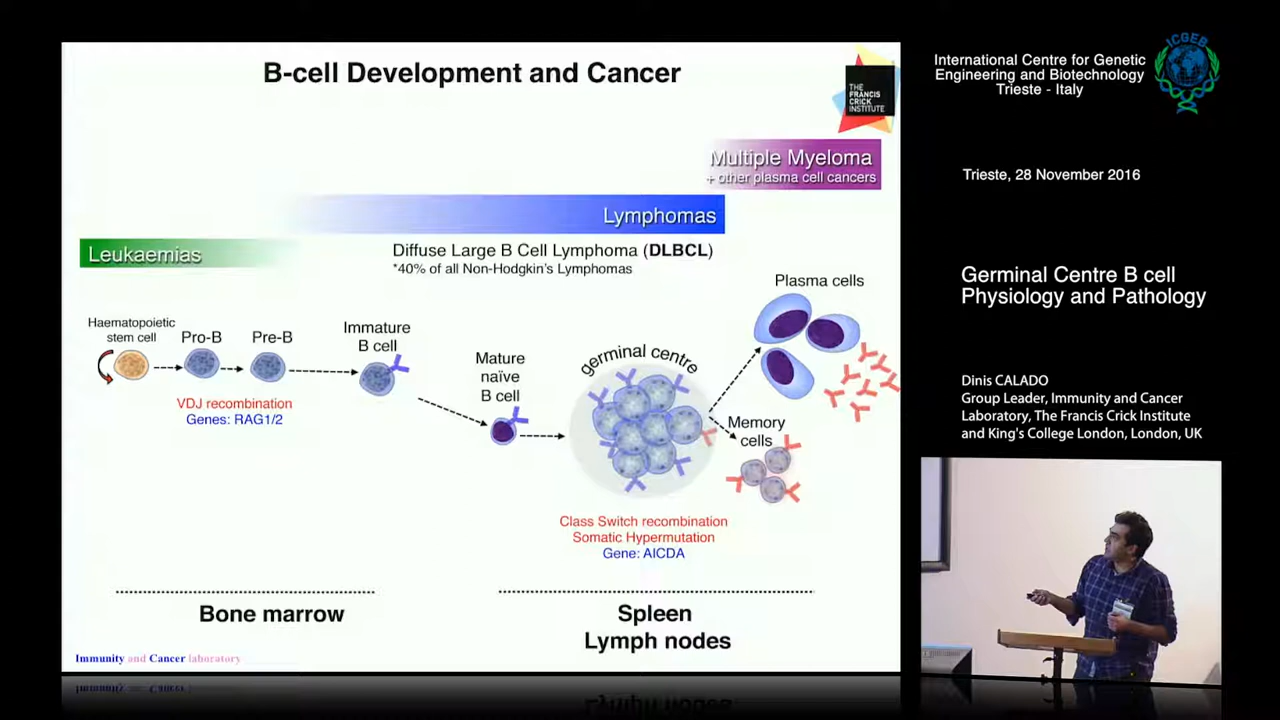 B-cell Development and Cancer
THE
FRANCIS
CRICK
INSTITUTE
Multiple Myeloma
+ other plasma cell cancers
Lymphomas
Leukaemias
Diffuse Large B Cell Lymphoma (DLBCL)
*40% of all Non-Hodgkin's Lymphomas
Haematopoietic
stem cell
Pro-B
Pre-B
Immature
B cell
VDJ recombination
Genes: RAG1/2
Mature
naïve
B cell
germinal centre
Plasma cells
Memory
cells
Class Switch recombination
Somatic Hypermutation
Gene: AICDA
Bone marrow
Spleen
Lymph nodes
Immunity and Cancer laboratory
International Centre for Genetic
Engineering and Biotechnology
Trieste - Italy
ICGEB
Trieste, 28 November 2016
Germinal Centre B cell
Physiology and Pathology
Dinis CALADO
Group Leader, Immunity and Cancer
Laboratory, The Francis Crick Institute
and King's College London, London, UK